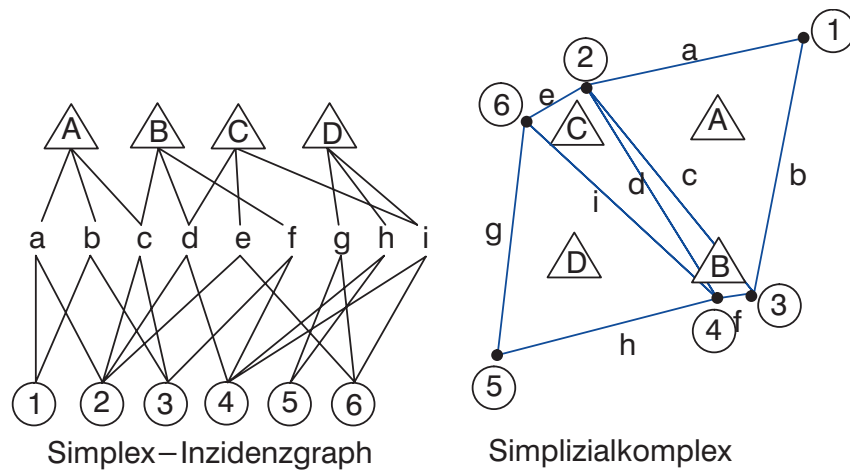 A B C D
a b c d e f g h i
1 2 3 4 5 6
Simplex–Inzidenzgraph
1
2
a
e
6
C
A
c
d
b
i
g
D
B
3
4
f
h
5
Simplizialkomplex